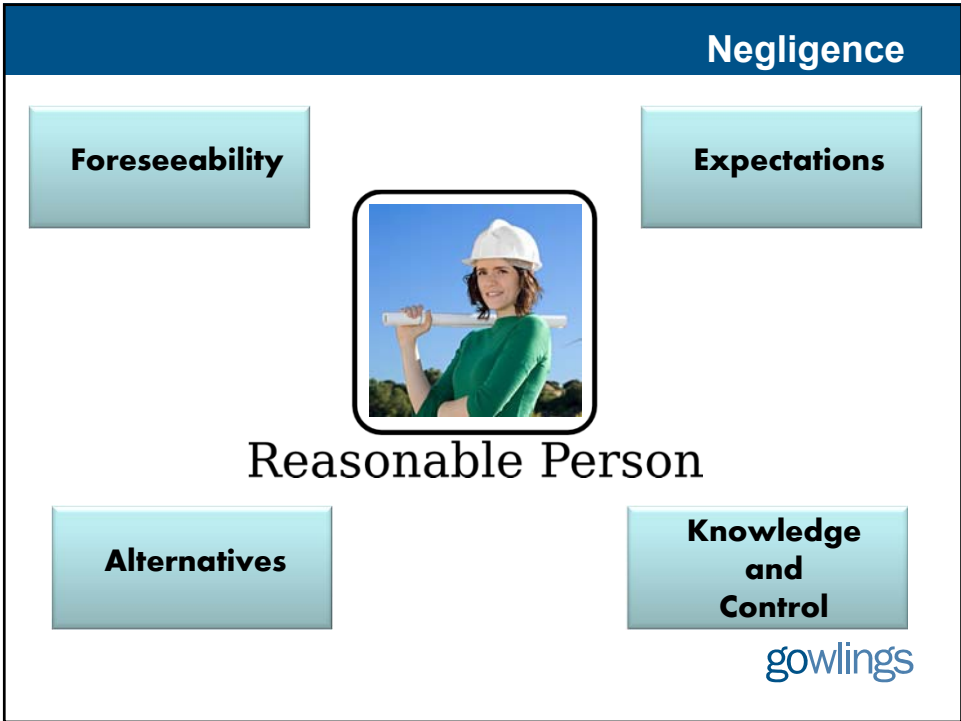 Negligence
Foreseeability
Expectations
Reasonable Person
Alternatives
Knowledge
and
Control
gowlings